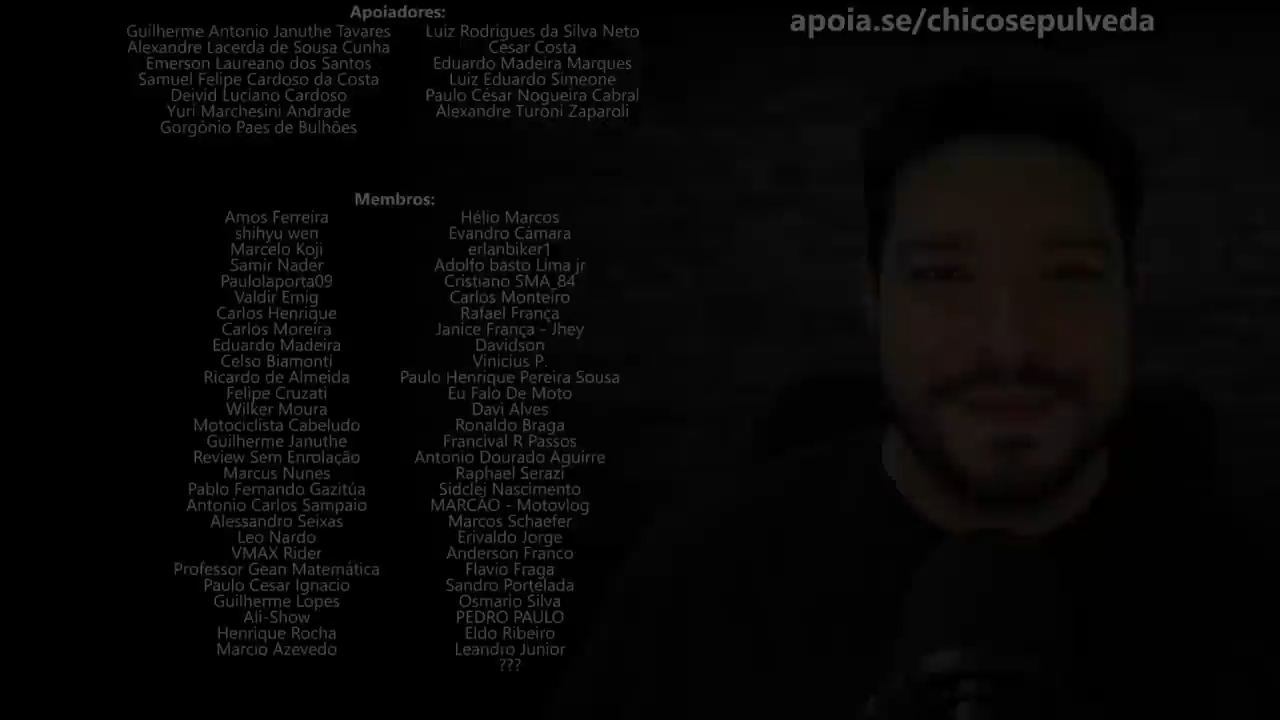 Apoiadores:
Guilherme Antonio Januthe Tavares
Alexandre Lacerda de Sousa Cunha
Emerson Laureano dos Santos
Samuel Felipe Cardoso da Costa
Deivid Luciano Cardoso
Yuri Marchesini Andrade
Gorgônio Paes de Bulhões
Luiz Rodrigues da Silva Neto
César Costa
Eduardo Madeira Marques
Luiz Eduardo Simeone
Paulo César Nogueira Cabral
Alexandre Turoni Zaparoli
apoia.se/chicosepulveda
Membros:
Amos Ferreira
shihyu wen
Marcelo Koji
Samir Nader
Paulolaporta09
Valdir Emig
Carlos Henrique
Carlos Moreira
Eduardo Madeira
Celso Biamonti
Ricardo de Almeida
Felipe Cruzati
Wilker Moura
Motociclista Cabeludo
Guilherme Januthe
Review Sem Enrolação
Marcus Nunes
Pablo Fernando Gazitúa
Antonio Carlos Sampaio
Alessandro Seixas
Leo Nardo
VMAX Rider
Professor Gean Matemática
Paulo Cesar Ignacio
Guilherme Lopes
Ali-Show
Henrique Rocha
Marcio Azevedo
Hélio Marcos
Evandro Câmara
erlanbiker1
Adolfo basto Lima jr
Cristiano SMA_84
Carlos Monteiro
Rafael França
Janice França - Jhey
Davidson
Vinicius P.
Paulo Henrique Pereira Sousa
Eu Falo De Moto
Davi Alves
Ronaldo Braga
Francival R Passos
Antonio Dourado Aguirre
Raphael Serazi
Sidclej Nascimento
MARCÃO - Motovlog
Marcos Schaefer
Erivaldo Jorge
Anderson Franco
Flavio Fraga
Sandro Portelada
Osmario Silva
PEDRO PAULO
Eldo Ribeiro
Leandro Junior
???